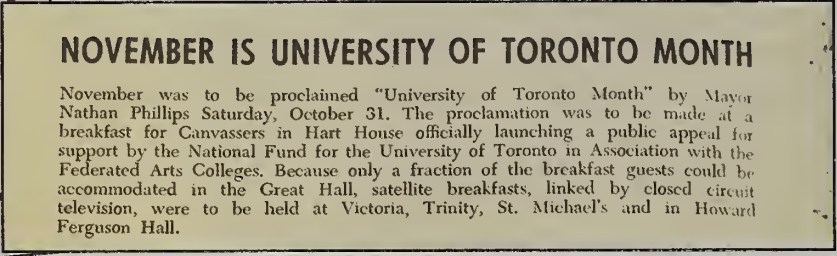 NOVEMBER IS UNIVERSITY OF TORONTO MONTH
November was to be proclaimed "University of Toronto Month" by Mayor
Nathan Phillips Saturday, October 31. The proclamation was to be made at a
breakfast for Canvassers in Hart House officially launching a public appeal for
support by the National Fund for the University of Toronto in Association with the
Federated Arts Colleges. Because only a fraction of the breakfast guests could be
accommodated in the Great Hall, satellite breakfasts, linked by closed circuit
television, were to be held at Victoria, Trinity, St. Michael's and in Howard
Ferguson Hall.